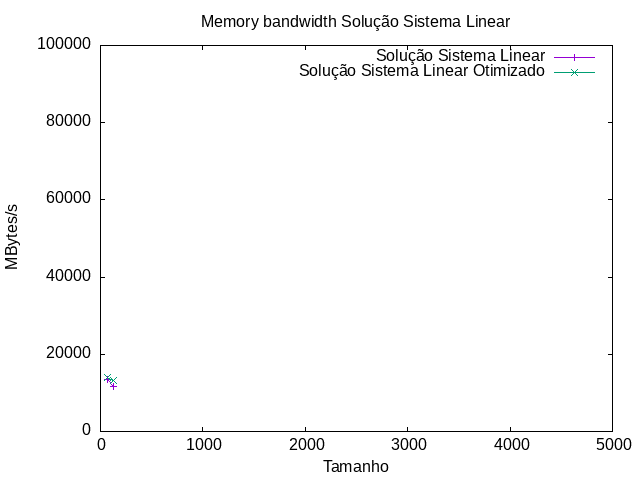 Memory bandwidth Solução Sistema Linear
100000
Solução Sistema Linear
Solução Sistema Linear Otimizado
80000
60000
MBytes/s
40000
20000
0
0 1000 2000 3000 4000 5000
Tamanho